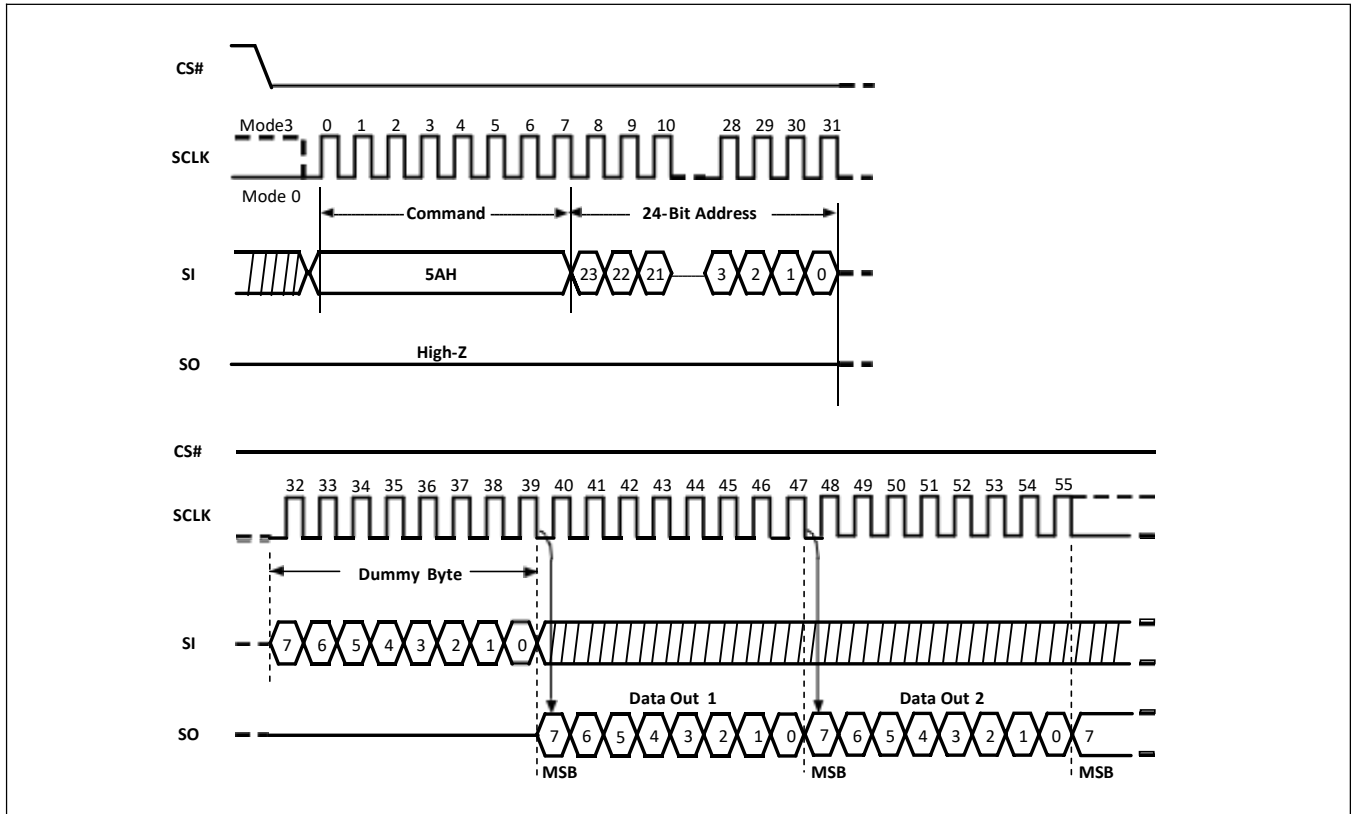 CS#
Mode3 0 1 2 3 4 5 6 7 8 9 10 28 29 30 31
SCLK
Mode 0
Command 24-Bit Address
SI 5AH 23 22 21 3 2 1 0
High-Z
SO
CS#
32 33 34 35 36 37 38 39 40 41 42 43 44 45 46 47 48 49 50 51 52 53 54 55
SCLK
Dummy Byte
SI 7 6 5 4 3 2 1 0
Data Out 1 Data Out 2
SO 7 6 5 4 3 2 1 0 7 6 5 4 3 2 1 0 7
MSB MSB MSB